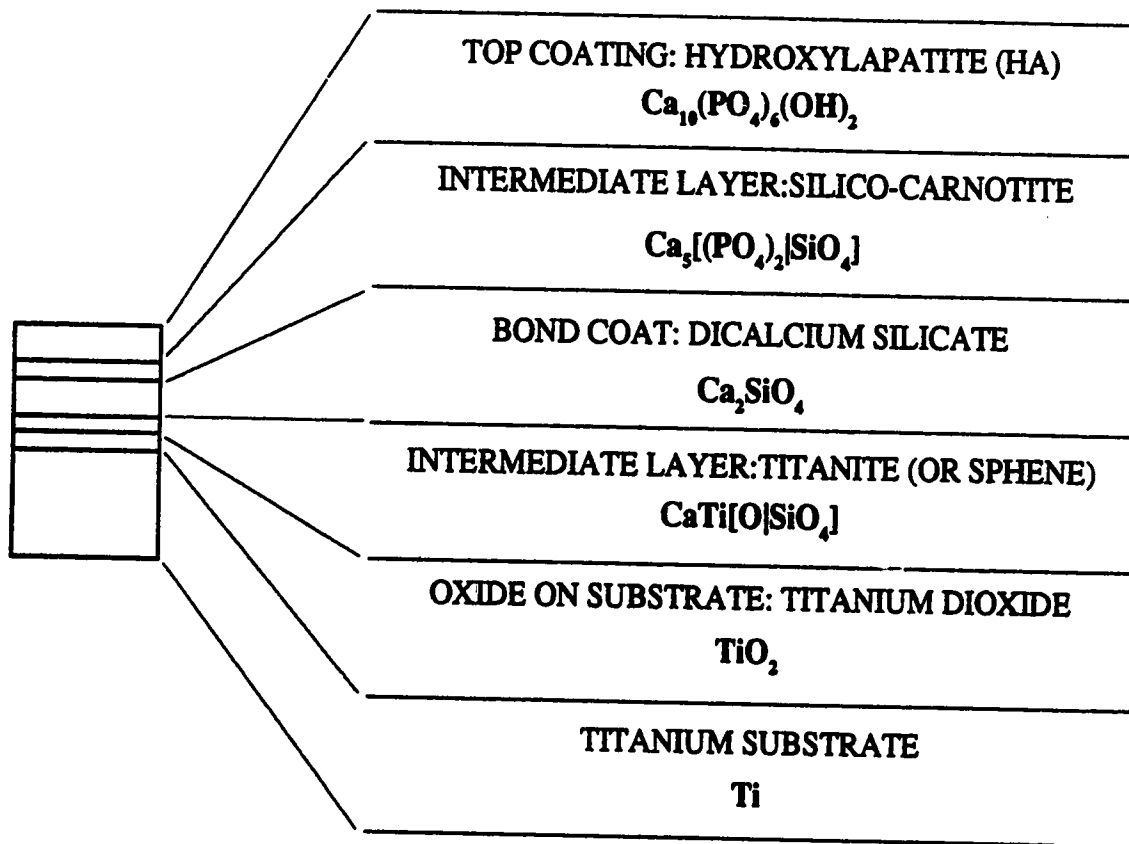 TOP COATING: HYDROXYLAPATITE (HA)
Ca₁₀(PO₄)₆(OH)₂
INTERMEDIATE LAYER:SILICO-CARNOTITE
Ca₅[(PO₄)₂|SiO₄]
BOND COAT: DICALCIUM SILICATE
Ca₂SiO₄
INTERMEDIATE LAYER:TITANITE (OR SPHENE)
CaTi[O|SiO₄]
OXIDE ON SUBSTRATE: TITANIUM DIOXIDE
TiO₂
TITANIUM SUBSTRATE
Ti